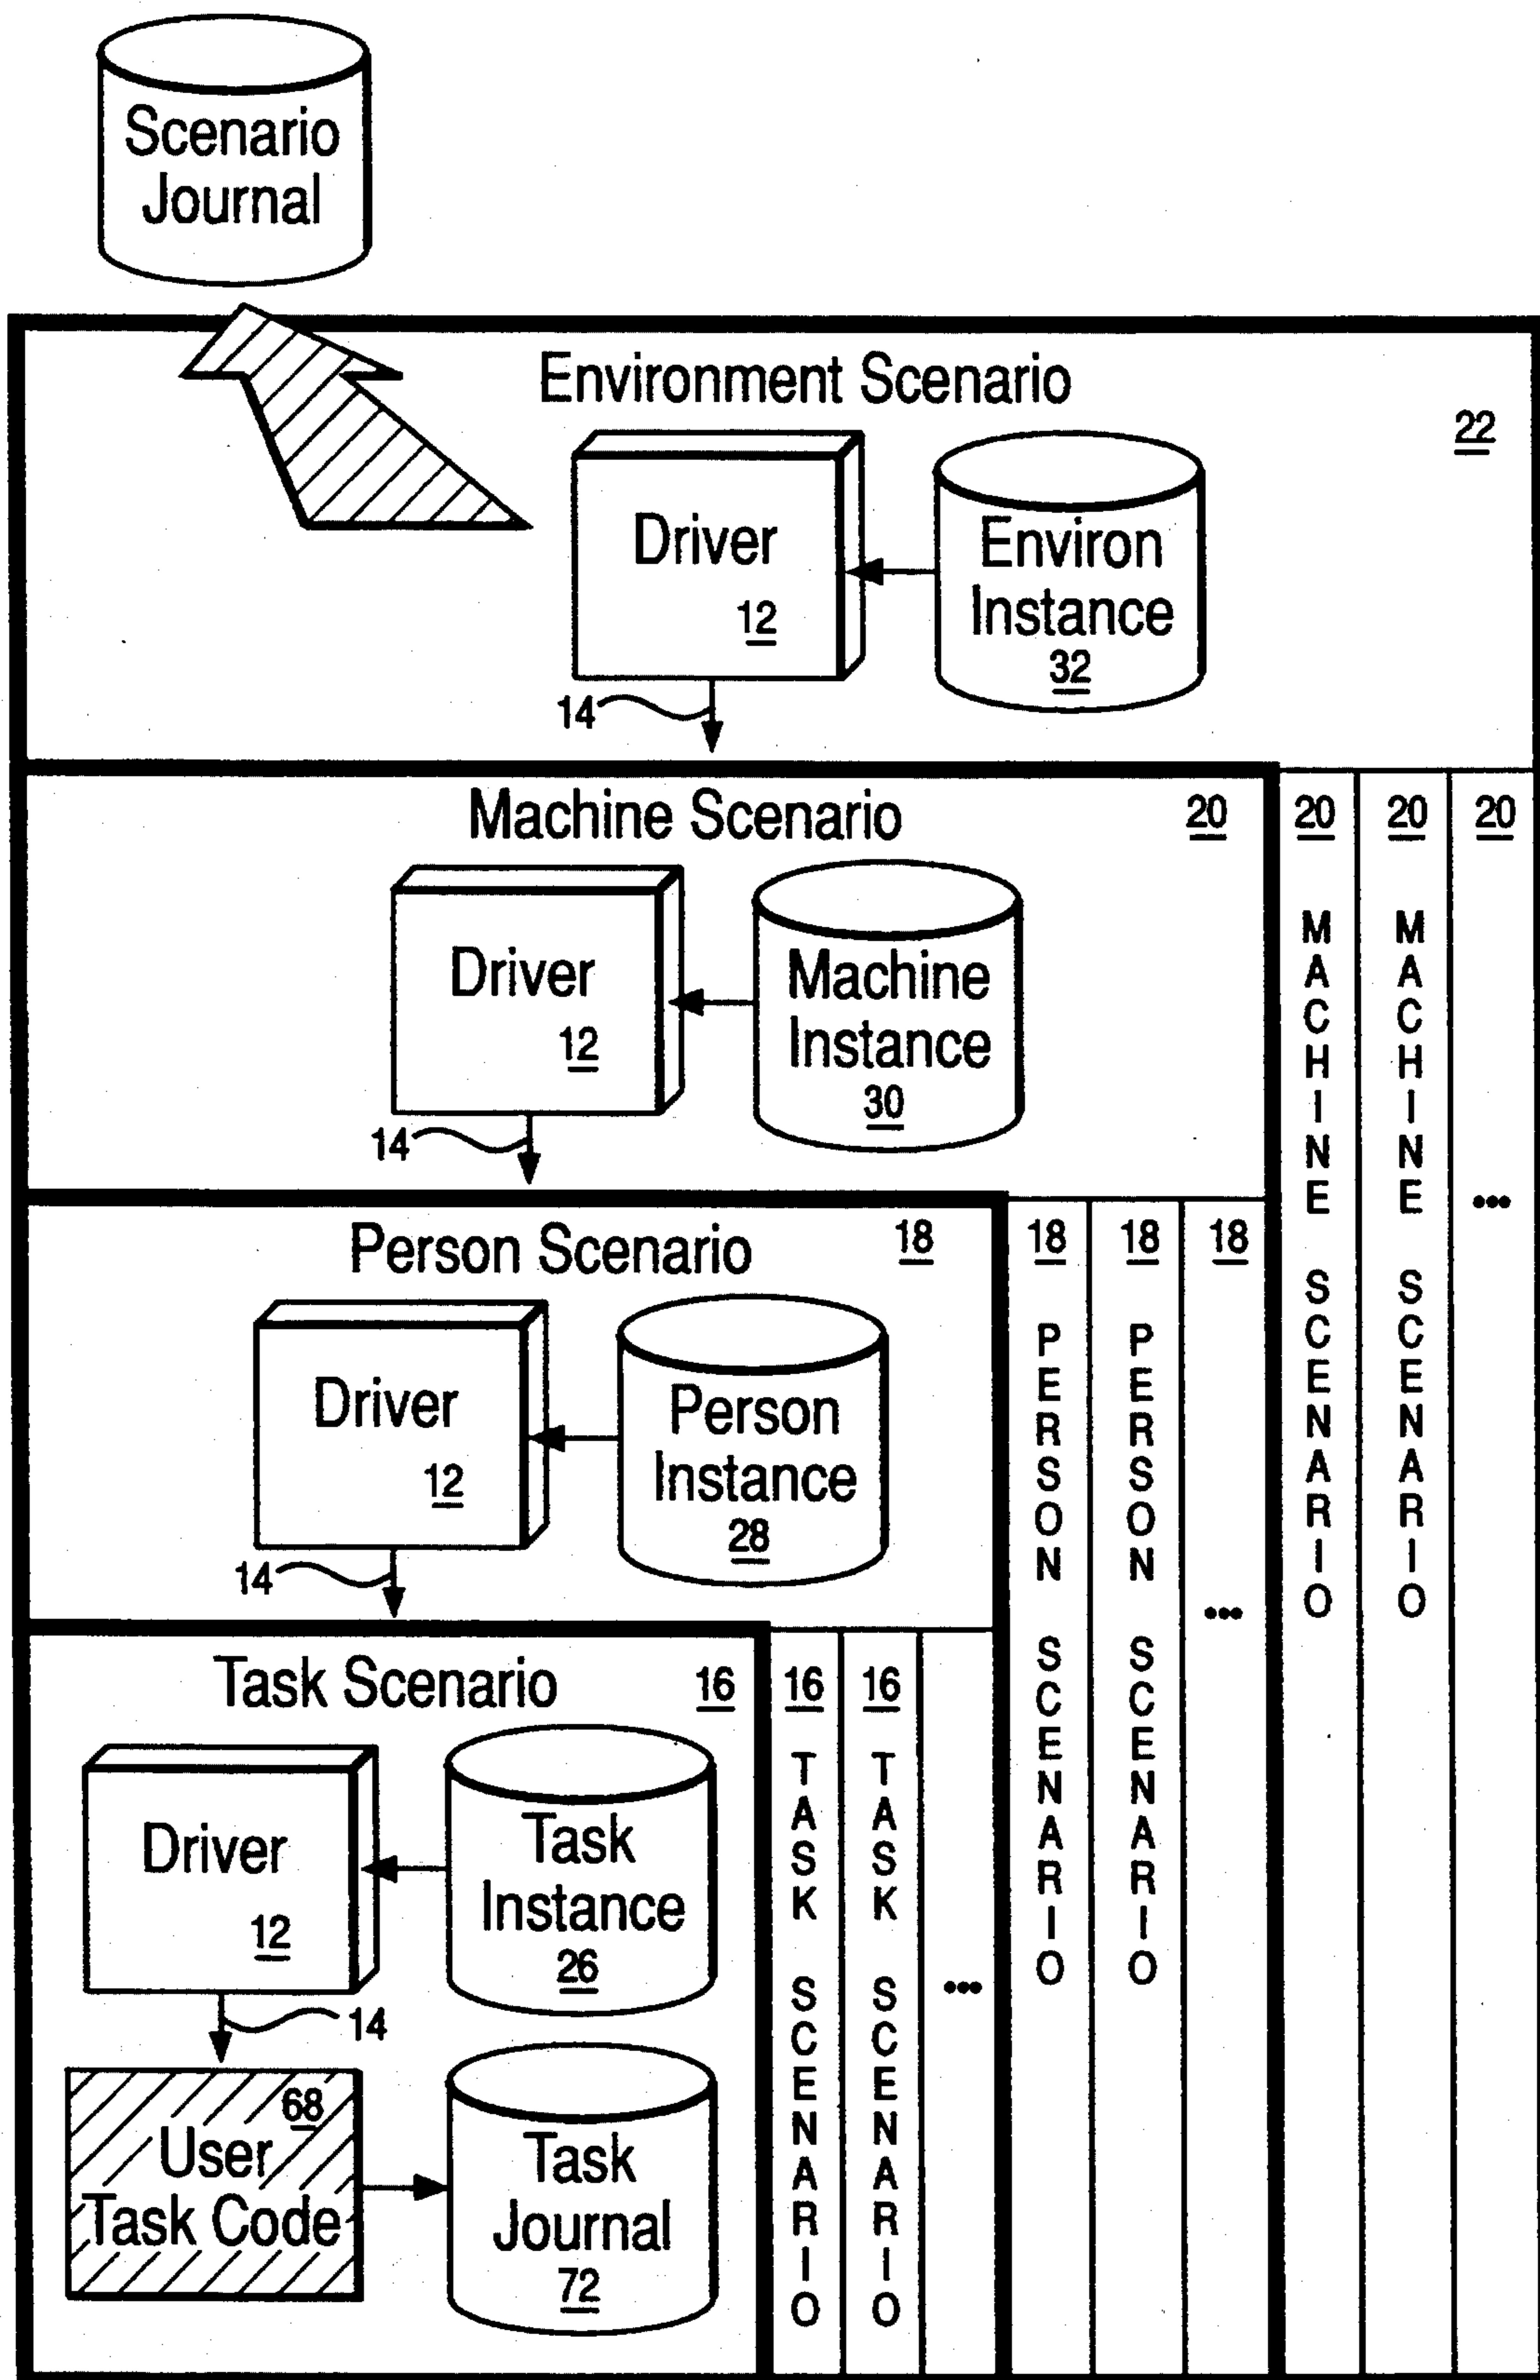 Scenario
Journal
Environment Scenario
22
Driver
12
Environ
Instance
32
14
Machine Scenario
20
20
20
20
Driver
12
Machine
Instance
30
14
MACHINE SCENARIO
MACHINE SCENARIO
...
Person Scenario
18
18
18
18
Driver
12
Person
Instance
28
14
PERSON SCENARIO
PERSON SCENARIO
...
Task Scenario
16
16
16
Driver
12
Task
Instance
26
14
TASK SCENARIO
TASK SCENARIO
...
68
User
Task Code
Task
Journal
72